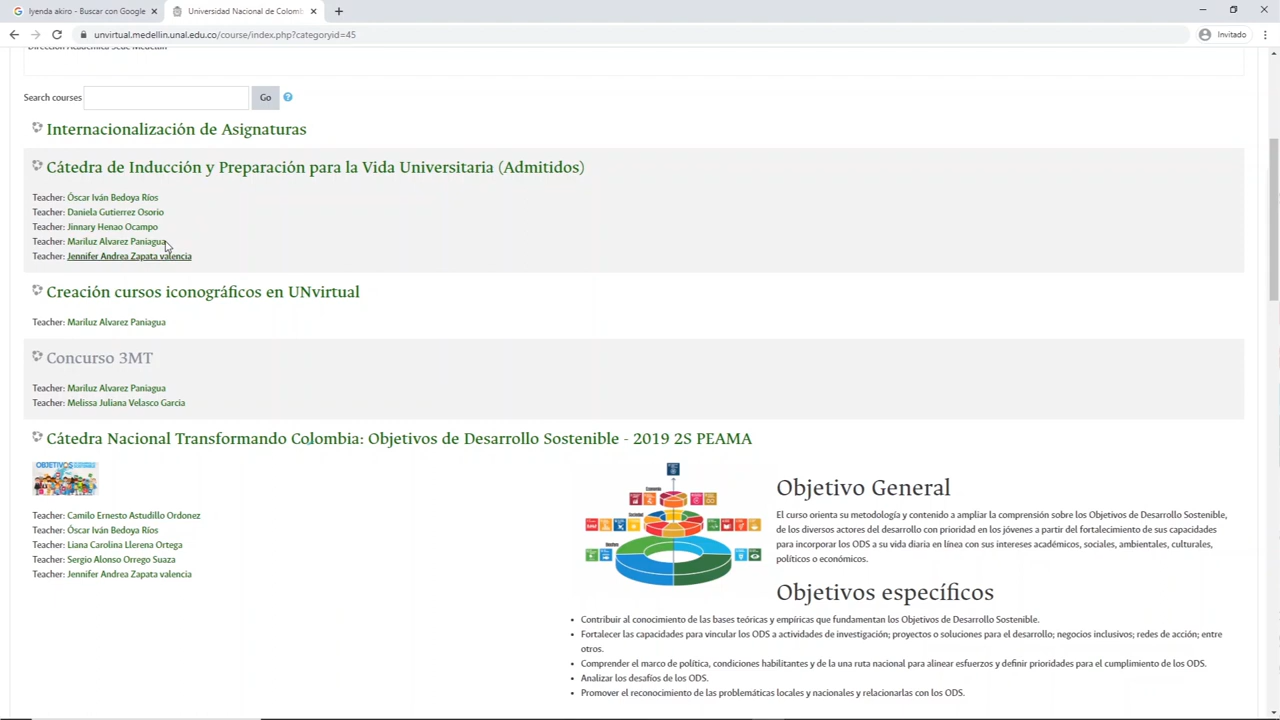 Jyenda akiro - Buscar con Google
Universidad Nacional de Colomb
unvirtual.medellin.unal.edu.co/course/index.php?categoryid=45
Invitado
Dirección Académica Sede Medellín
Search courses
Go
Internacionalización de Asignaturas
Cátedra de Inducción y Preparación para la Vida Universitaria (Admitidos)
Teacher: Óscar Iván Bedoya Ríos
Teacher: Daniela Gutierrez Osorio
Teacher: Jinnary Henao Ocampo
Teacher: Mariluz Alvarez Paniagua
Teacher: Jennifer Andrea Zapata valencia
Creación cursos iconográficos en UNvirtual
Teacher: Mariluz Alvarez Paniagua
Concurso 3MT
Teacher: Mariluz Alvarez Paniagua
Teacher: Melissa Juliana Velasco Garcia
Cátedra Nacional Transformando Colombia: Objetivos de Desarrollo Sostenible - 2019 2S PEAMA
OBJETIVOS
Teacher: Camilo Ernesto Astudillo Ordonez
Teacher: Óscar Iván Bedoya Ríos
Teacher: Liana Carolina Llerena Ortega
Teacher: Sergio Alonso Orrego Suaza
Teacher: Jennifer Andrea Zapata valencia
Economía
Sociedad
Objetivo General
El curso orienta su metodología y contenido a ampliar la comprensión sobre los Objetivos de Desarrollo Sostenible,
de los diversos actores del desarrollo con prioridad en los jóvenes a partir del fortalecimiento de sus capacidades
para incorporar los ODS a su vida diaria en línea con sus intereses académicos, sociales, ambientales, culturales,
políticos o económicos.
Objetivos específicos
• Contribuir al conocimiento de las bases teóricas y empíricas que fundamentan los Objetivos de Desarrollo Sostenible.
• Fortalecer las capacidades para vincular los ODS a actividades de investigación; proyectos o soluciones para el desarrollo; negocios inclusivos; redes de acción; entre
otros.
• Comprender el marco de política, condiciones habilitantes y de la una ruta nacional para alinear esfuerzos y definir prioridades para el cumplimiento de los ODS.
• Analizar los desafíos de los ODS.
• Promover el reconocimiento de las problemáticas locales y nacionales y relacionarlas con los ODS.